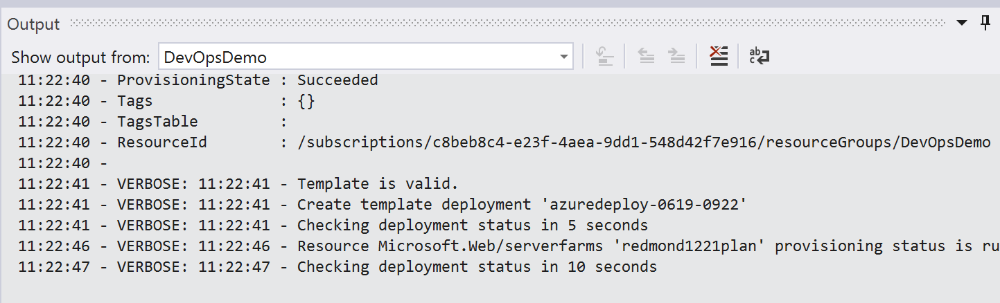 Output
Show output from: DevOpsDemo
11:22:40 - ProvisioningState : Succeeded
11:22:40 - Tags              : {}
11:22:40 - TagsTable         :
11:22:40 - ResourceId        : /subscriptions/c8beb8c4-e23f-4aea-9dd1-548d42f7e916/resourceGroups/DevOpsDemo
11:22:40 -
11:22:41 - VERBOSE: 11:22:41 - Template is valid.
11:22:41 - VERBOSE: 11:22:41 - Create template deployment 'azuredeploy-0619-0922'
11:22:41 - VERBOSE: 11:22:41 - Checking deployment status in 5 seconds
11:22:46 - VERBOSE: 11:22:46 - Resource Microsoft.Web/serverfarms 'redmond1221plan' provisioning status is ru
11:22:47 - VERBOSE: 11:22:47 - Checking deployment status in 10 seconds